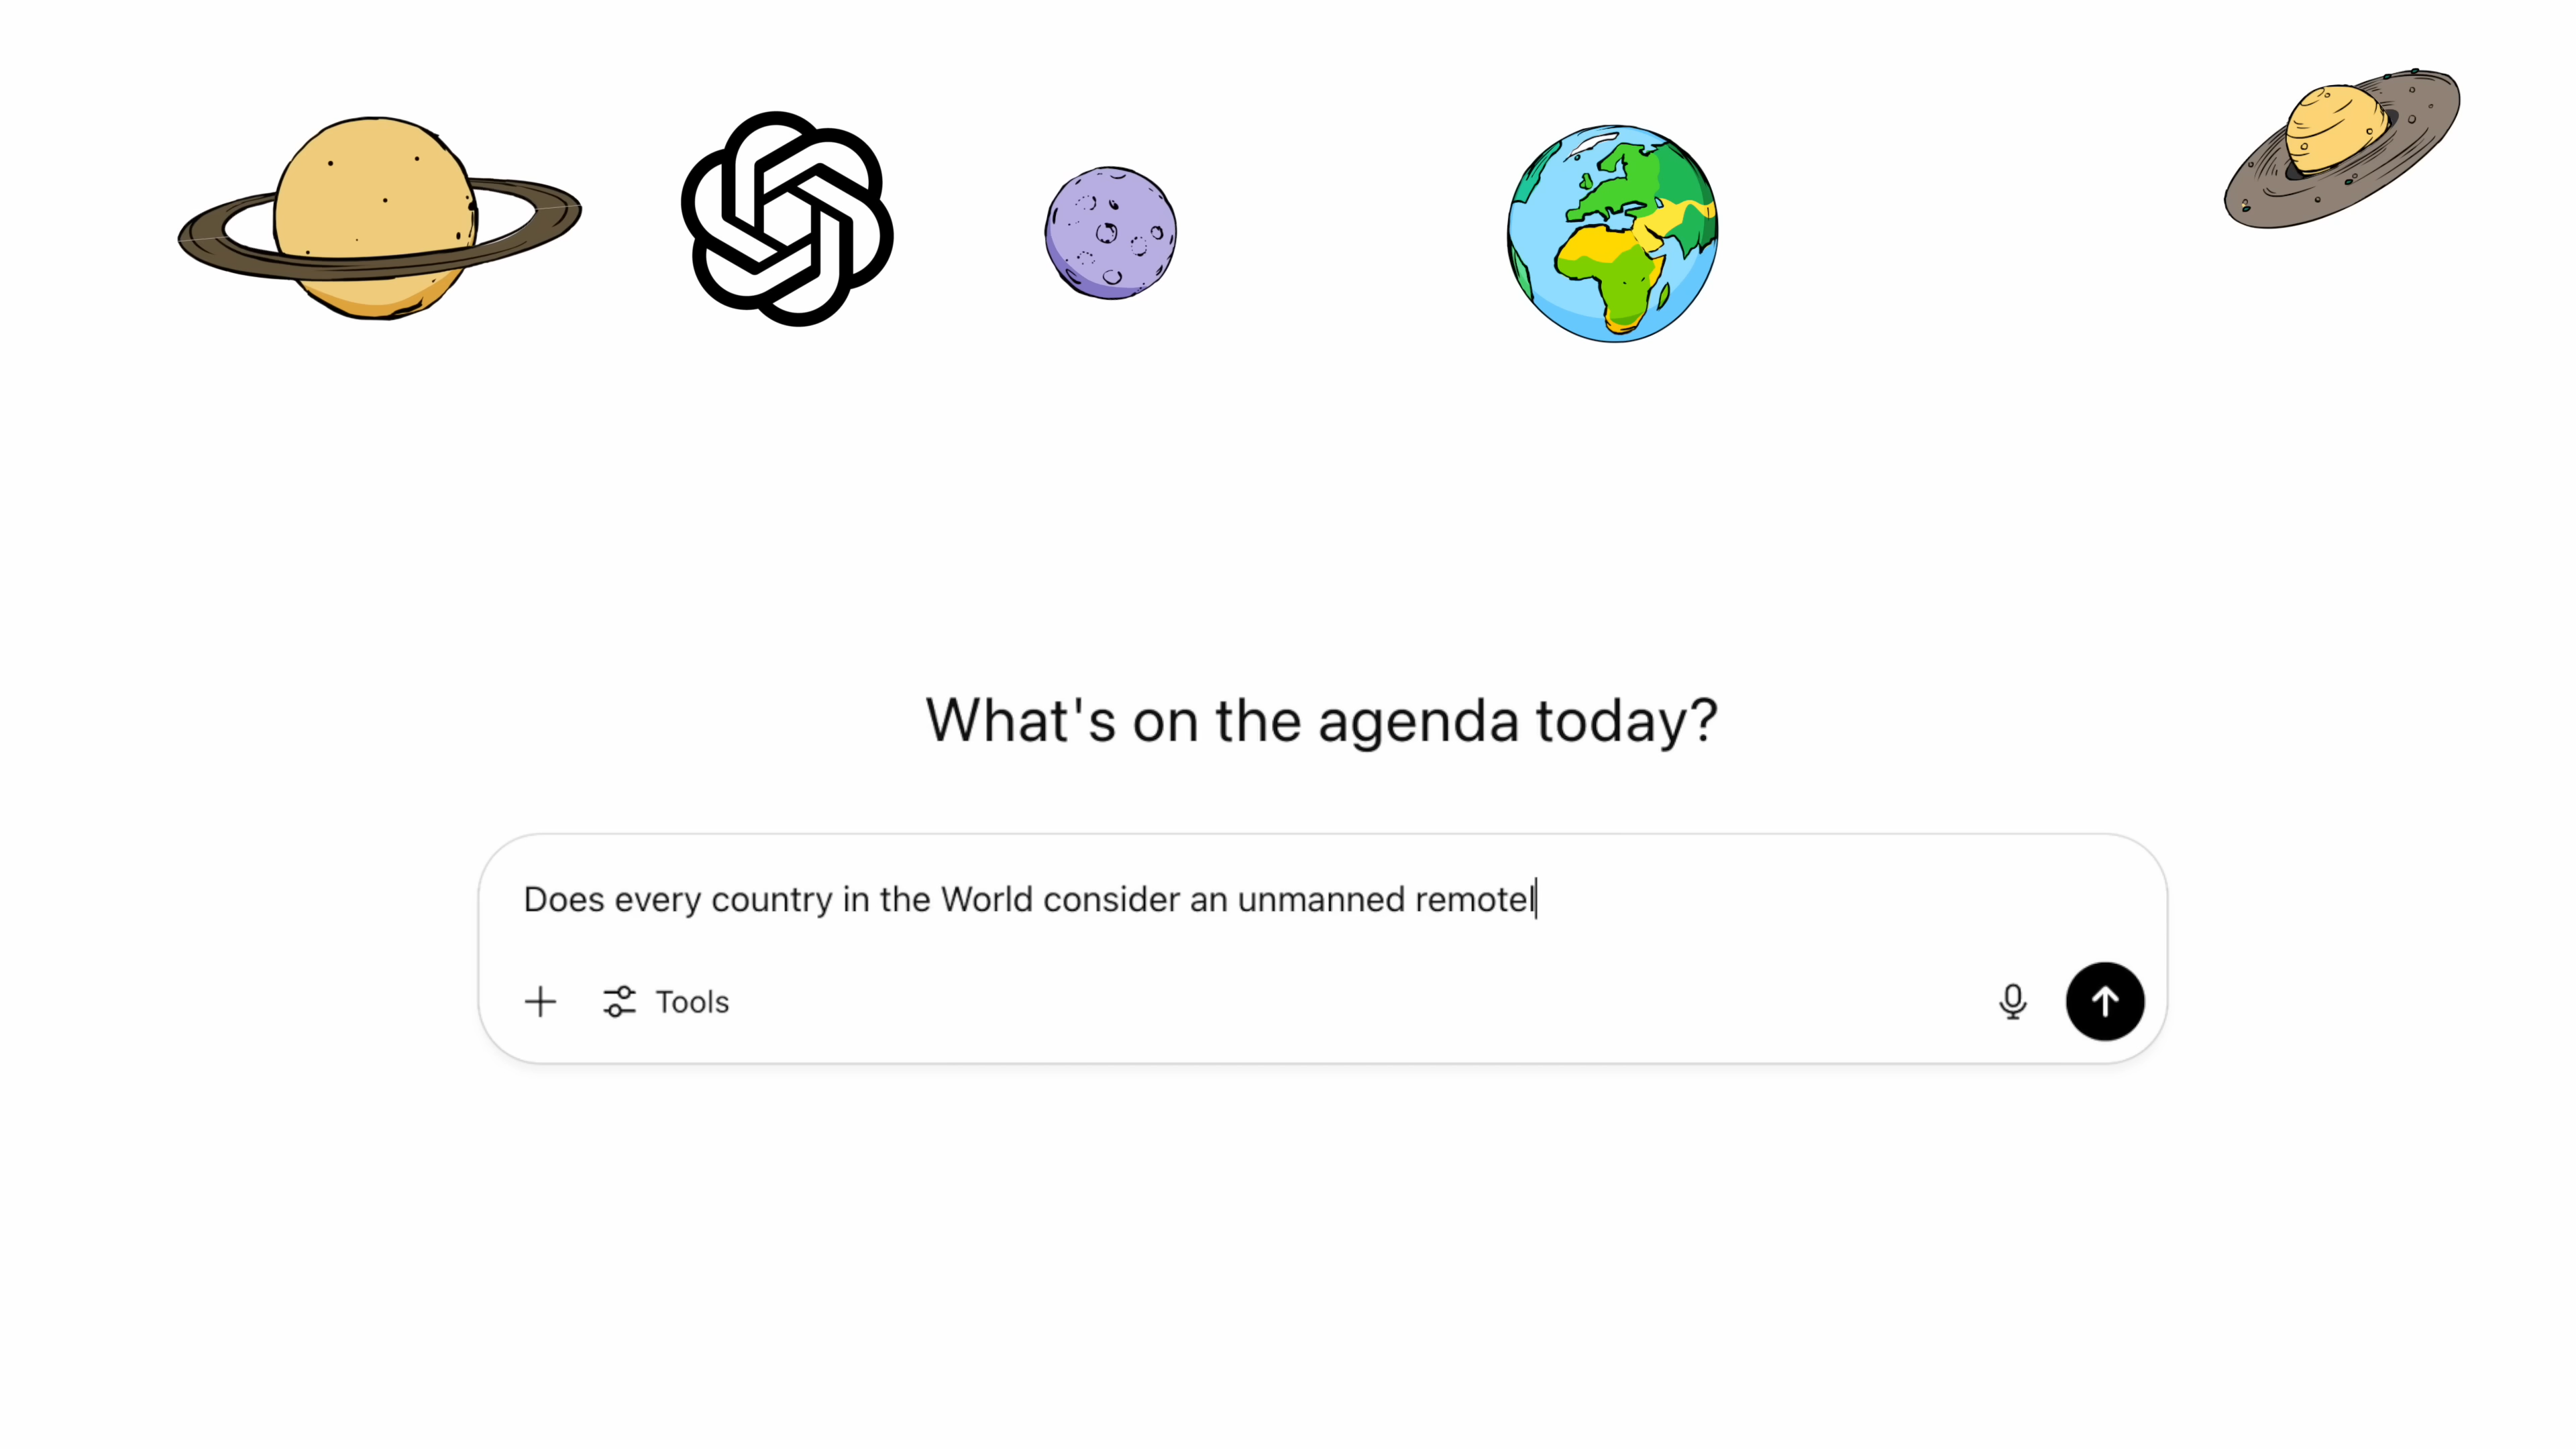 What's on the agenda today?
Does every country in the World consider an unmanned remotel
Tools